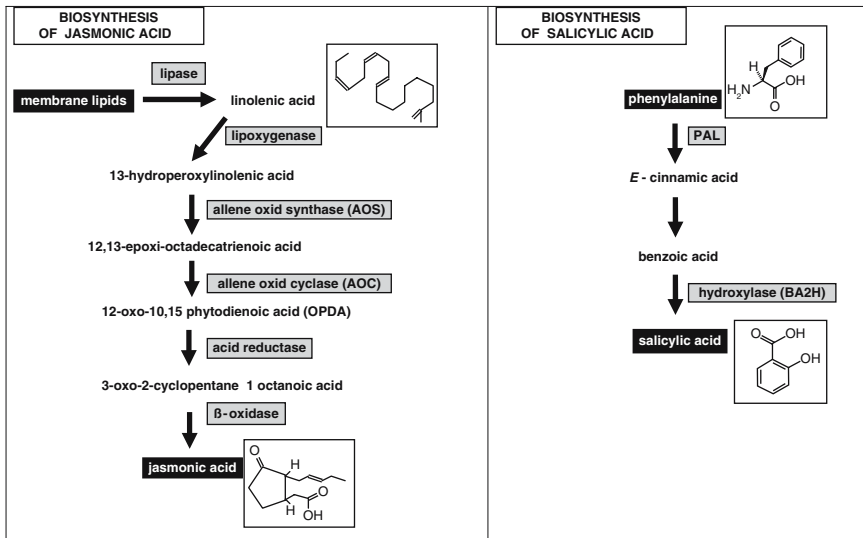 BIOSYNTHESIS
OF JASMONIC ACID
lipase
membrane lipids
linolenic acid
lipoxygenase
13-hydroperoxylinolenic acid
allene oxid synthase (AOS)
12,13-epoxi-octadecatrienoic acid
allene oxid cyclase (AOC)
12-oxo-10,15 phytodienoic acid (OPDA)
acid reductase
3-oxo-2-cyclopentane 1 octanoic acid
ß-oxidase
jasmonic acid
O
H
O
H
OH
BIOSYNTHESIS
OF SALICYLIC ACID
phenylalanine
H
OH
H2N
O
PAL
E - cinnamic acid
benzoic acid
hydroxylase (BA2H)
salicylic acid
O
OH
OH